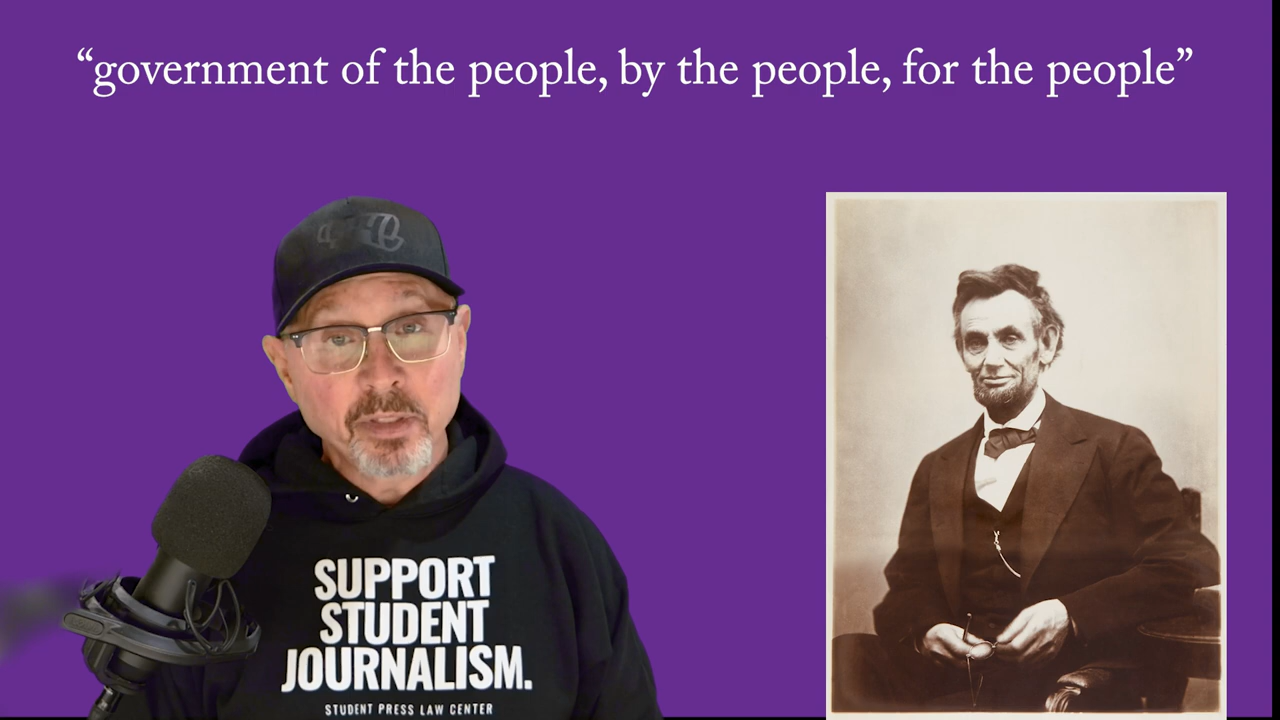 “government of the people, by the people, for the people”
SUPPORT
STUDENT
JOURNALISM.
STUDENT PRESS LAW CENTER